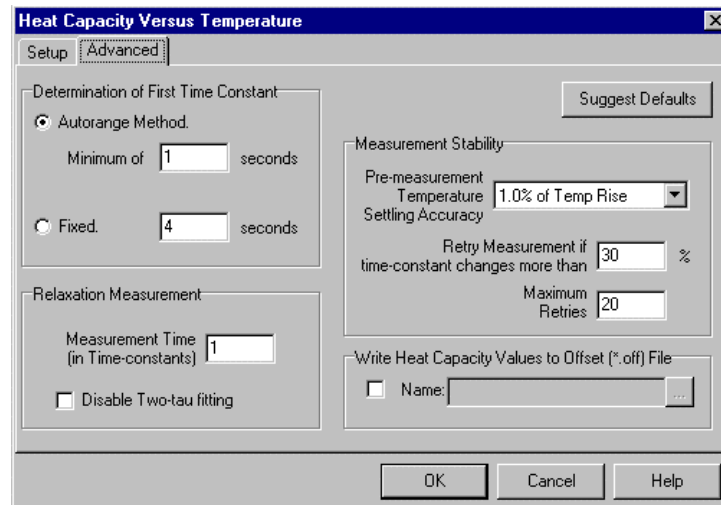 Heat Capacity Versus Temperature
Setup
Advanced
Determination of First Time Constant
Autorange Method.
Minimum of 1 seconds
Fixed. 4 seconds
Relaxation Measurement
Measurement Time
(in Time-constants) 1
Disable Two-tau fitting
Suggest Defaults
Measurement Stability
Pre-measurement
Temperature
Settling Accuracy
1.0% of Temp Rise
Retry Measurement if
time-constant changes more than
30 %
Maximum
Retries
20
Write Heat Capacity Values to Offset (*.off) File
Name: ...
OK
Cancel
Help